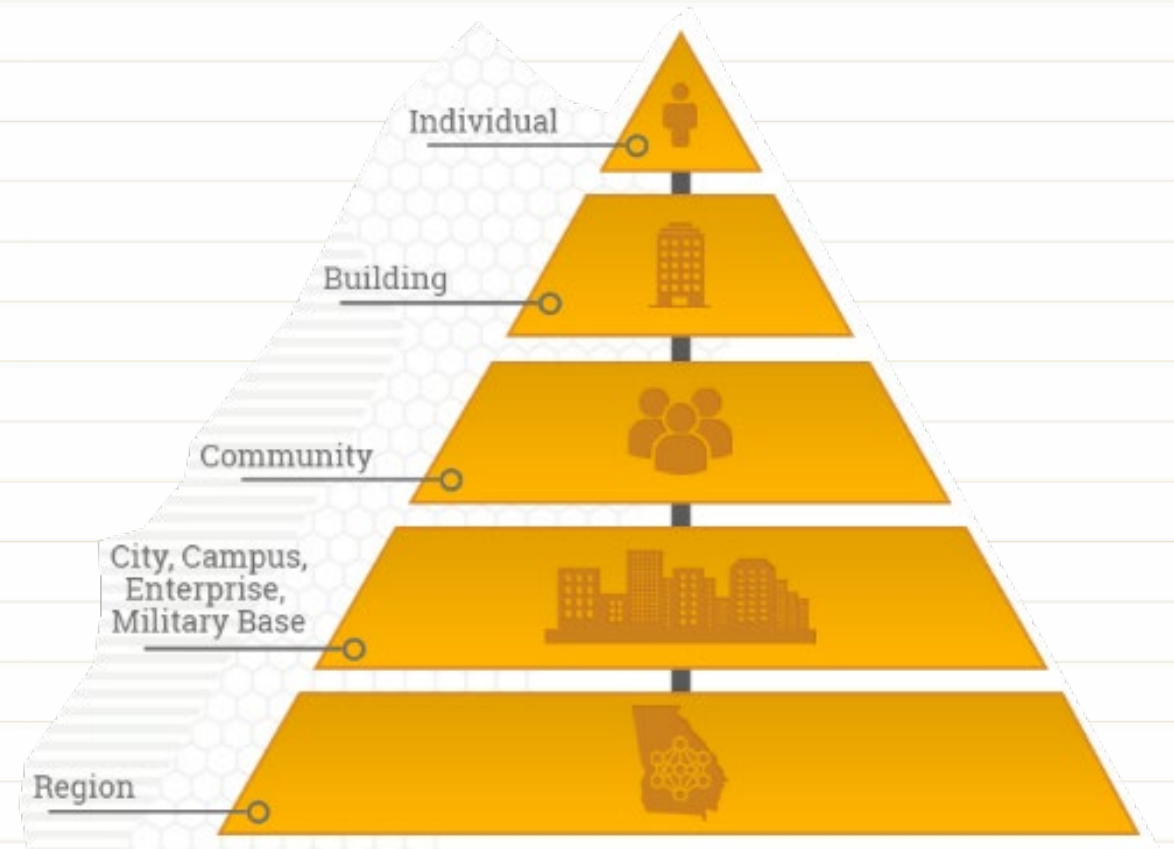 Individual
Building
Community
City, Campus,
Enterprise,
Military Base
Region